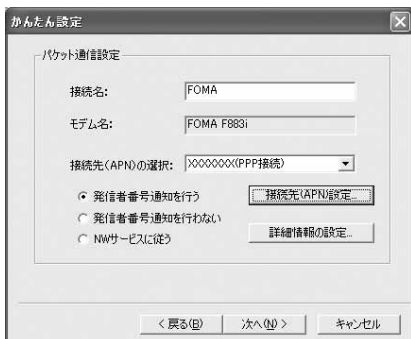 かんたん設定
パケット通信設定
接続名: FOMA
モデム名: FOMA F883i
接続先(APN)の選択: XXXXXXX(PPP接続)
発信者番号通知を行う 接続先(APN)設定...
発信者番号通知を行わない
NWサービスに従う 詳細情報の設定...
< 戻る(B) 次へ(N) > キャンセル